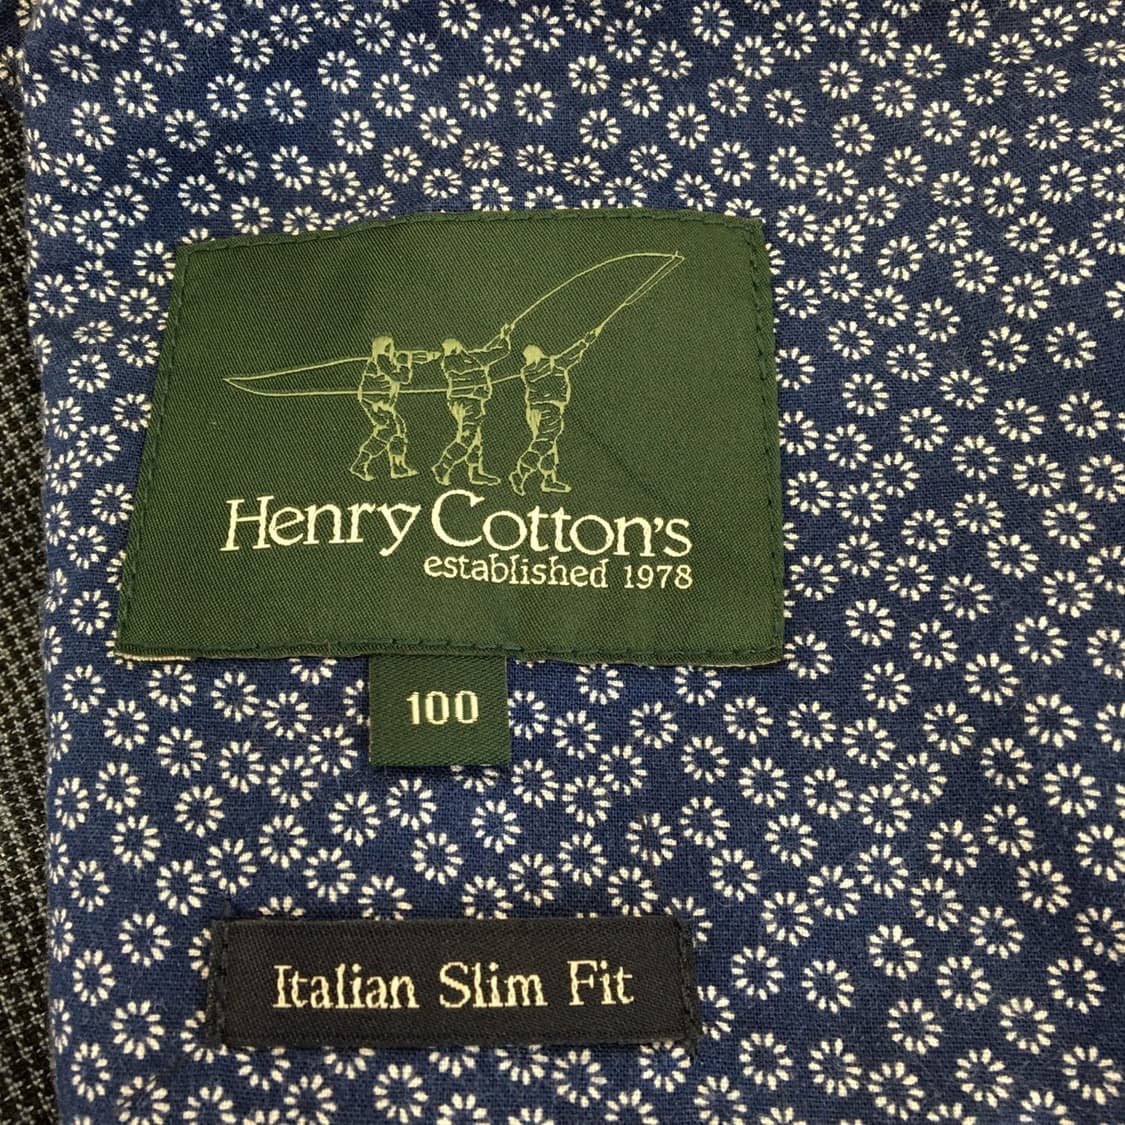 Henry Cotton's
established 1978
100
Italian Slim Fit